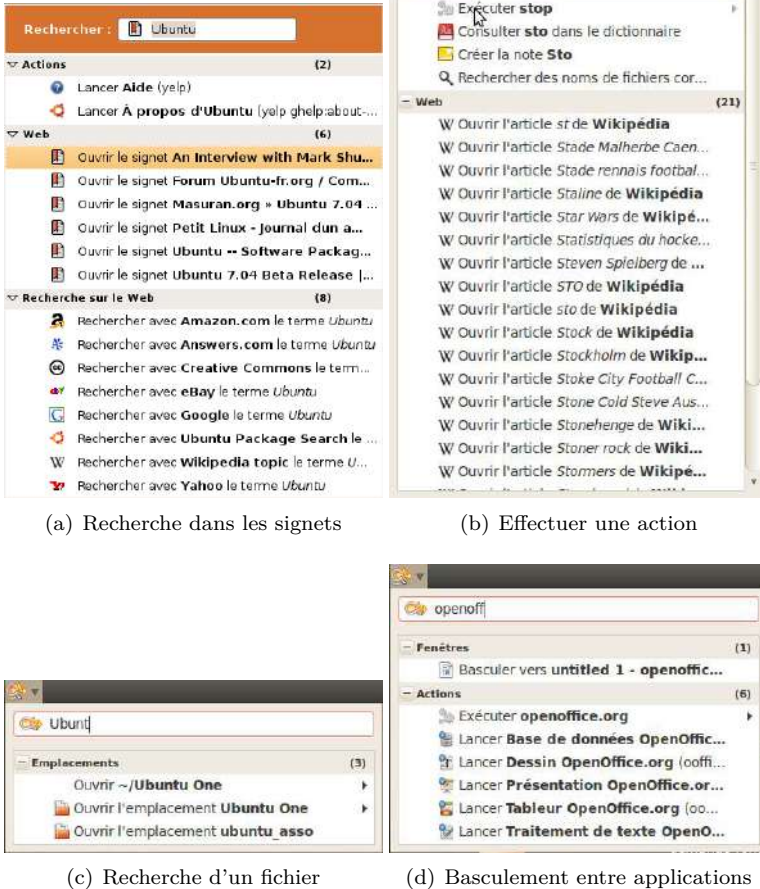 Rechercher : Ubuntu
Actions (2)
Lancer Aide (yelp)
Lancer À propos d'Ubuntu (yelp ghelp:about-...
Web (6)
Ouvrir le signet An Interview with Mark Shu...
Ouvrir le signet Forum Ubuntu-fr.org / Com...
Ouvrir le signet Masuran.org » Ubuntu 7.04 ...
Ouvrir le signet Petit Linux - Journal dun a...
Ouvrir le signet Ubuntu -- Software Packag...
Ouvrir le signet Ubuntu 7.04 Beta Release |...
Recherche sur le Web (8)
Rechercher avec Amazon.com le terme Ubuntu
Rechercher avec Answers.com le terme Ubuntu
Rechercher avec Creative Commons le term...
Rechercher avec eBay le terme Ubuntu
Rechercher avec Google le terme Ubuntu
Rechercher avec Ubuntu Package Search le ...
Rechercher avec Wikipedia topic le terme U...
Rechercher avec Yahoo le terme Ubuntu
(a) Recherche dans les signets
Exécuter stop
Consulter sto dans le dictionnaire
Créer la note Sto
Rechercher des noms de fichiers cor...
Web (21)
Ouvrir l'article st de Wikipédia
Ouvrir l'article Stade Malherbe Caen...
Ouvrir l'article Stade rennais footbal...
Ouvrir l'article Staline de Wikipédia
Ouvrir l'article Star Wars de Wikipé...
Ouvrir l'article Statistiques du hocke...
Ouvrir l'article Steven Spielberg de ...
Ouvrir l'article STO de Wikipédia
Ouvrir l'article sto de Wikipédia
Ouvrir l'article Stock de Wikipédia
Ouvrir l'article Stockholm de Wikip...
Ouvrir l'article Stoke City Football C...
Ouvrir l'article Stone Cold Steve Aus...
Ouvrir l'article Stonehenge de Wiki...
Ouvrir l'article Stoner rock de Wiki...
Ouvrir l'article Stormers de Wikipé...
(b) Effectuer une action
Ubunt
Emplacements (3)
Ouvrir ~/Ubuntu One
Ouvrir l'emplacement Ubuntu One
Ouvrir l'emplacement ubuntu_asso
(c) Recherche d'un fichier
openoff
Fenêtres (1)
Basculer vers untitled 1 - openoffic...
Actions (6)
Exécuter openoffice.org
Lancer Base de données OpenOffic...
Lancer Dessin OpenOffice.org (ooffi...
Lancer Présentation OpenOffice.or...
Lancer Tableur OpenOffice.org (oo...
Lancer Traitement de texte OpenO...
(d) Basculement entre applications